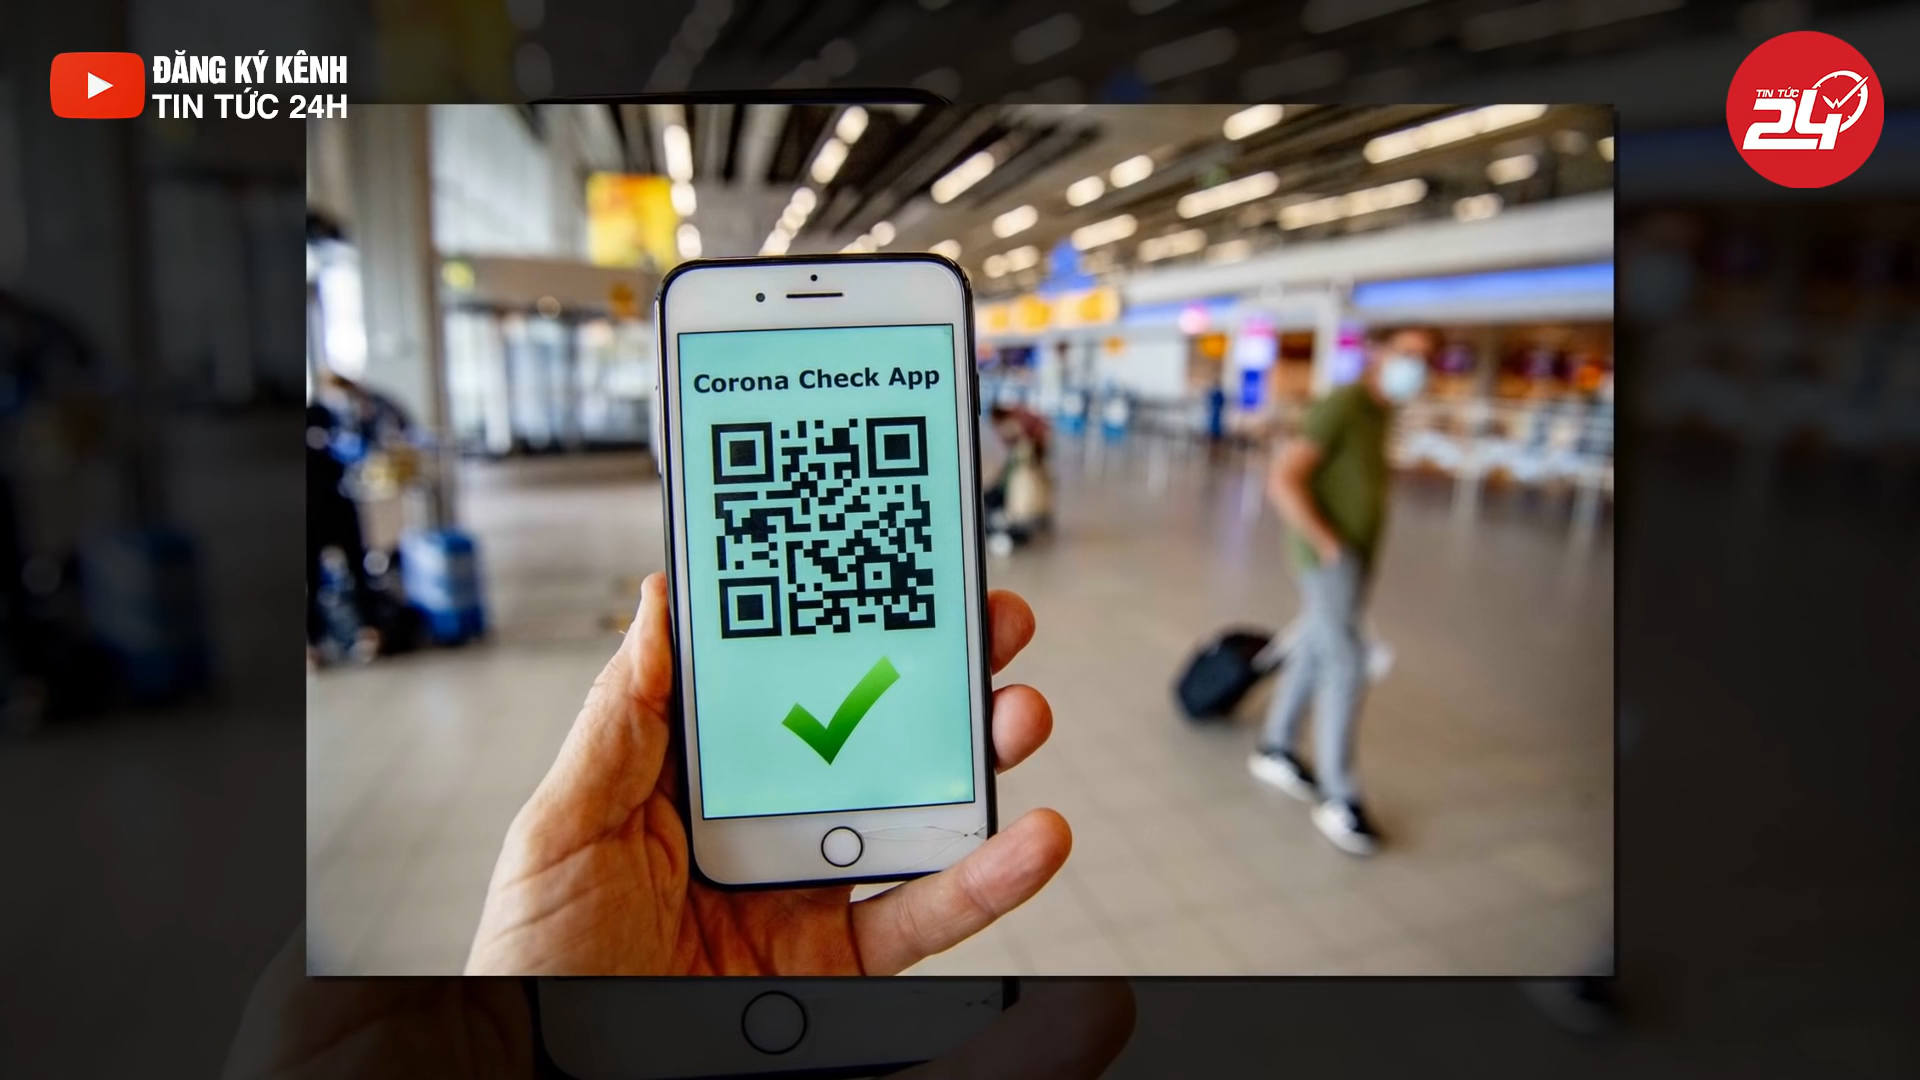 ĐĂNG KÝ KÊNH
TIN TỨC 24H
TIN TỨC
24
Corona Check App